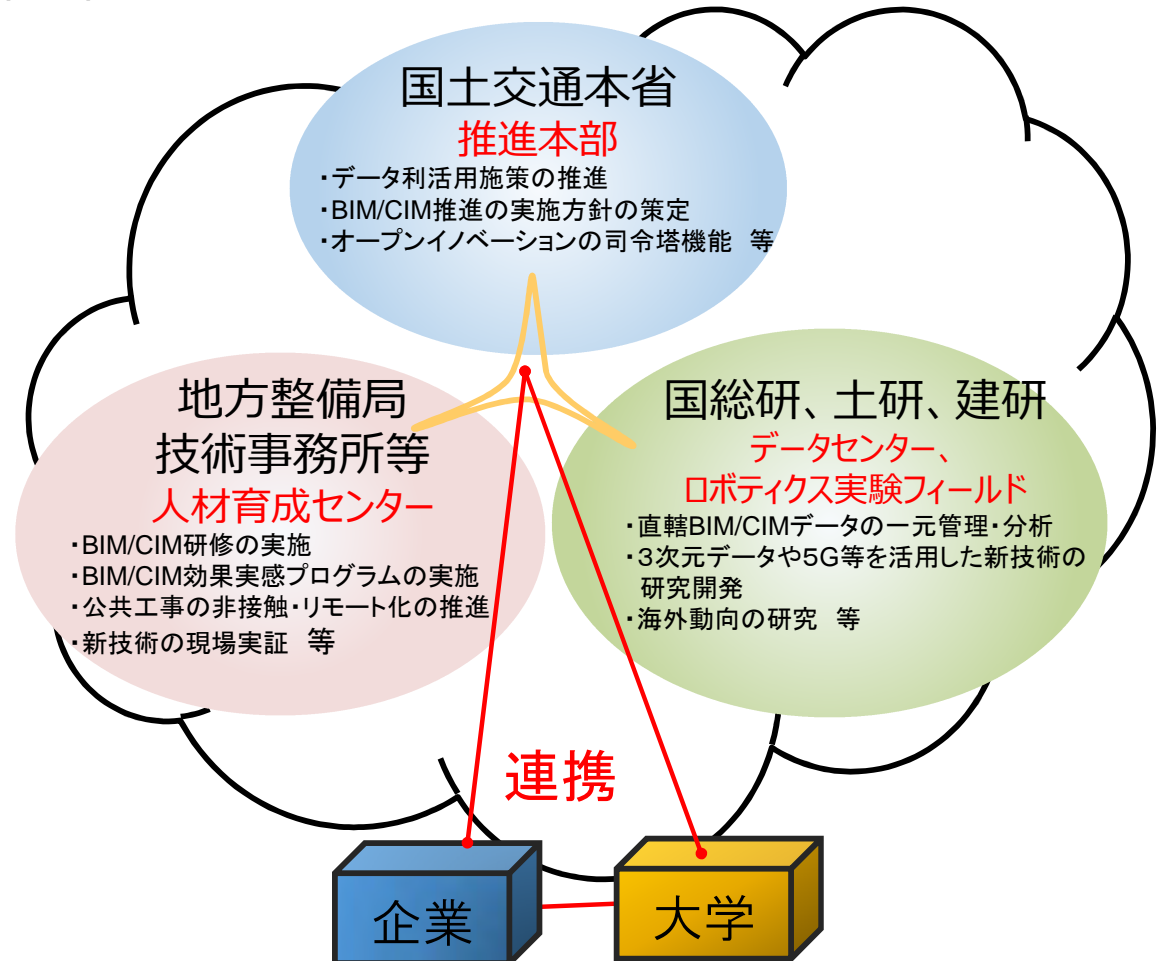 国土交通本省
推進本部
・データ利活用施策の推進
・BIM/CIM推進の実施方針の策定
・オープンイノベーションの司令塔機能　等
地方整備局
技術事務所等
人材育成センター
・BIM/CIM研修の実施
・BIM/CIM効果実感プログラムの実施
・公共工事の非接触・リモート化の推進
・新技術の現場実証　等
国総研、土研、建研
データセンター、
ロボティクス実験フィールド
・直轄BIM/CIMデータの一元管理・分析
・３次元データや５G等を活用した新技術の
研究開発
・海外動向の研究　等
連携
企業
大学